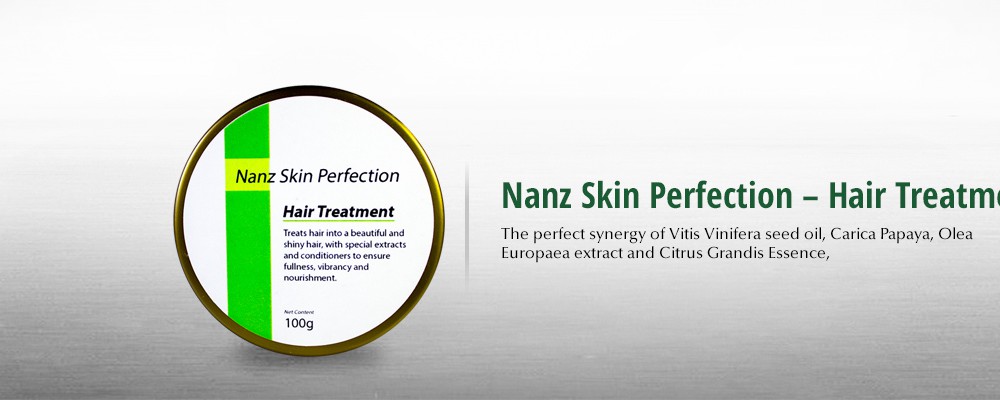 Nanz Skin Perfection
Hair Treatment
Treats hair into a beautiful and
shiny hair, with special extracts
and conditioners to ensure
fullness, vibrancy and
nourishment.
Net Content
100g
Nanz Skin Perfection – Hair Treatm
The perfect synergy of Vitis Vinifera seed oil, Carica Papaya, Olea
Europaea extract and Citrus Grandis Essence,